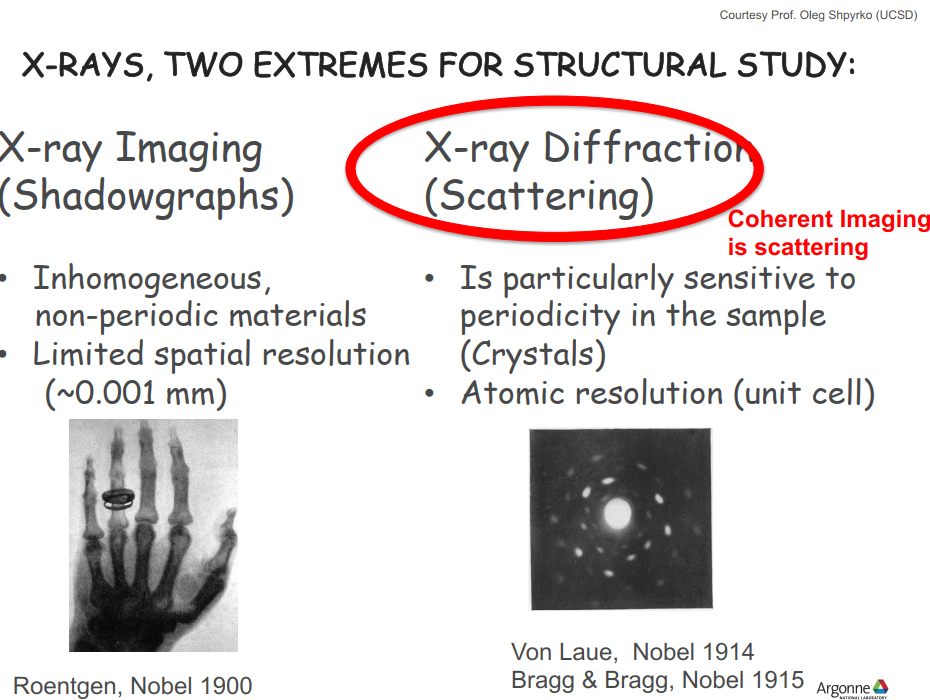 Courtesy Prof. Oleg Shpyrko (UCSD)
X-RAYS, TWO EXTREMES FOR STRUCTURAL STUDY:
X-ray Imaging
(Shadowgraphs)
• Inhomogeneous,
non-periodic materials
• Limited spatial resolution
(~0.001 mm)
Roentgen, Nobel 1900
X-ray Diffraction
(Scattering)
Coherent Imaging
is scattering
• Is particularly sensitive to
periodicity in the sample
(Crystals)
• Atomic resolution (unit cell)
Von Laue, Nobel 1914
Bragg & Bragg, Nobel 1915
Argonne
NATIONAL LABORATORY